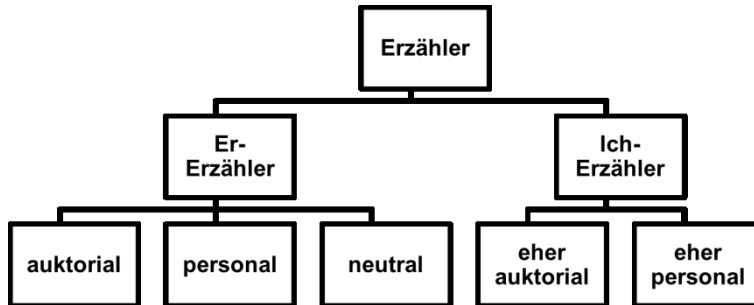 Erzähler
Er-
Erzähler
Ich-
Erzähler
auktorial
personal
neutral
eher
auktorial
eher
personal